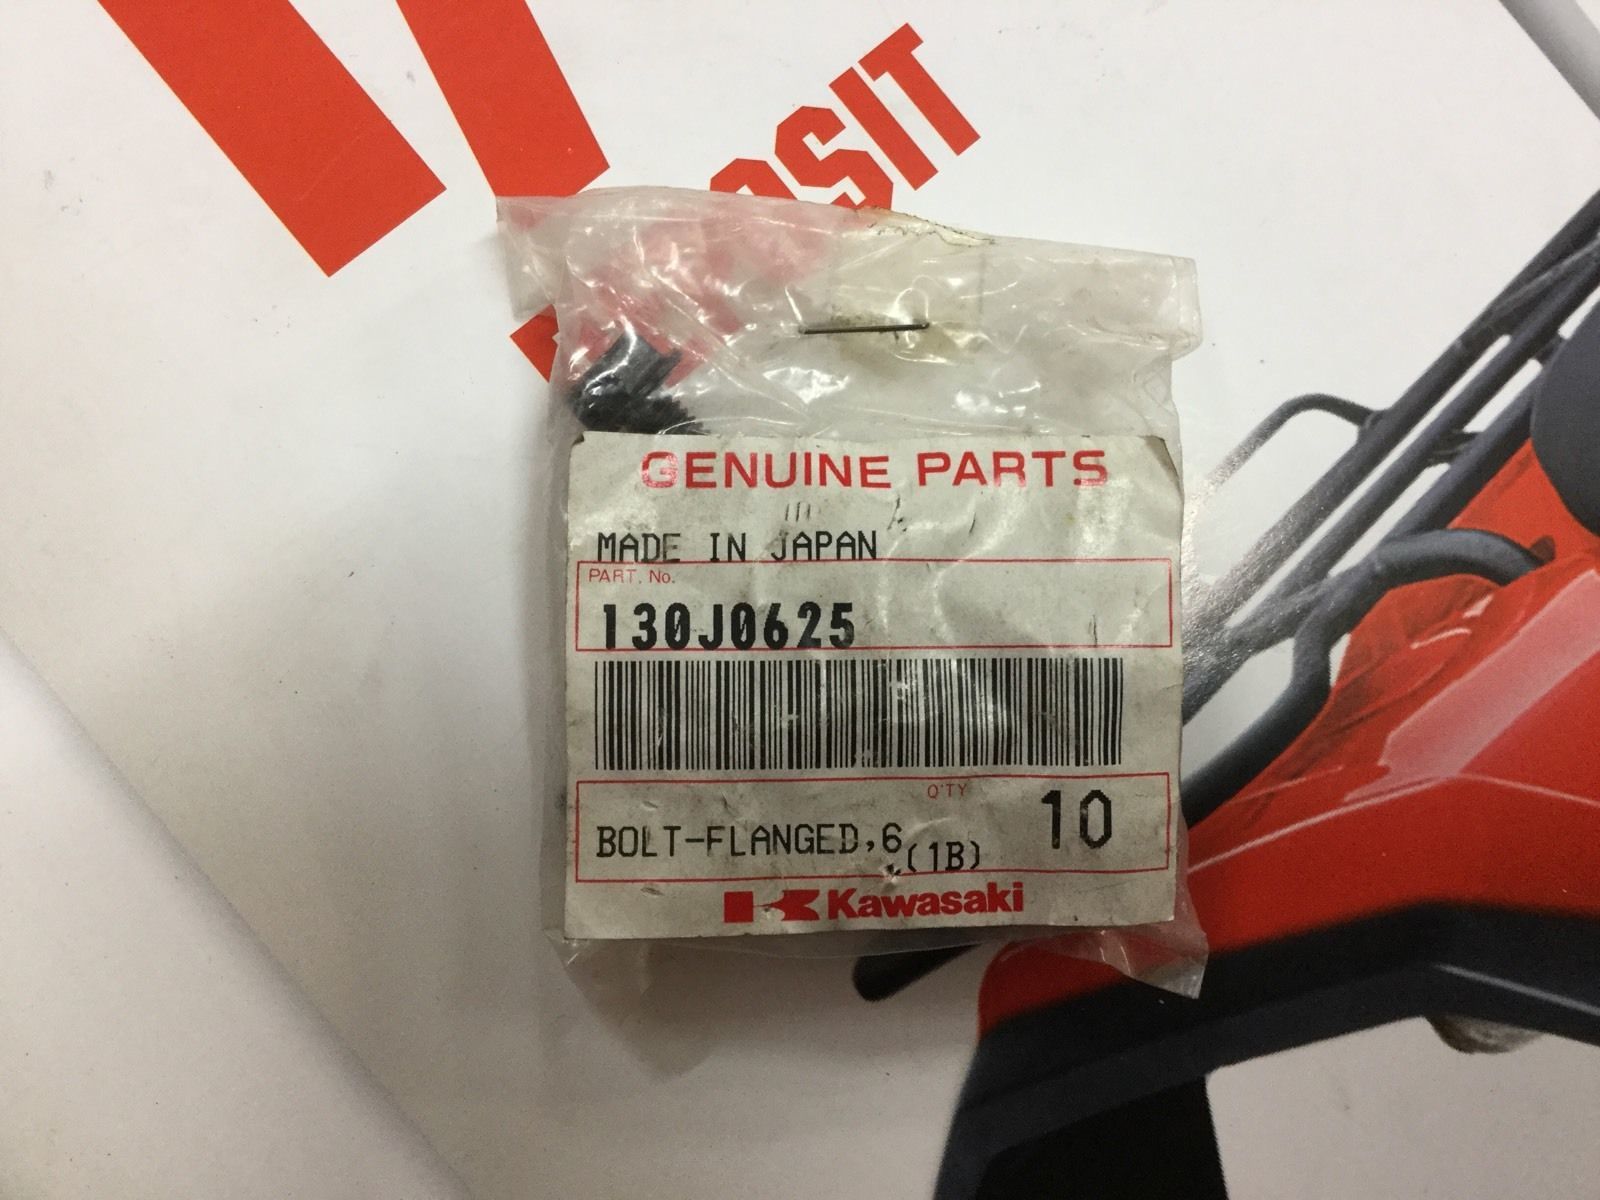 OSIT
GENUINE PARTS
MADE IN JAPAN
PART. No.
130J0625
Q'TY
10
BOLT-FLANGED,6
(1B)
Kawasaki